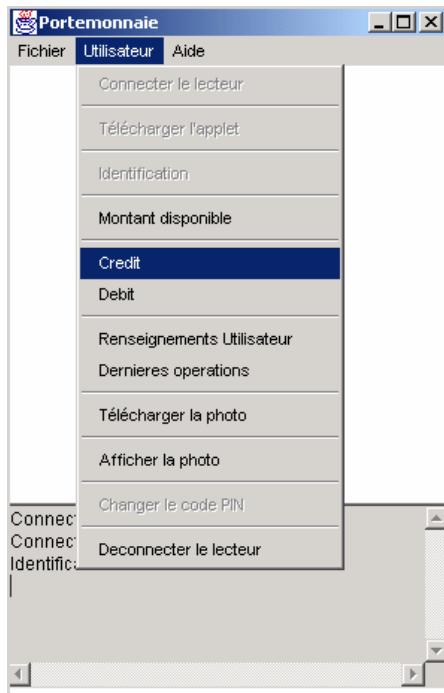 Portemonnaie
Fichier Utilisateur Aide
Connecter le lecteur
Télécharger l'applet
Identification
Montant disponible
Credit
Debit
Renseignements Utilisateur
Dernieres operations
Télécharger la photo
Afficher la photo
Changer le code PIN
Deconnecter le lecteur